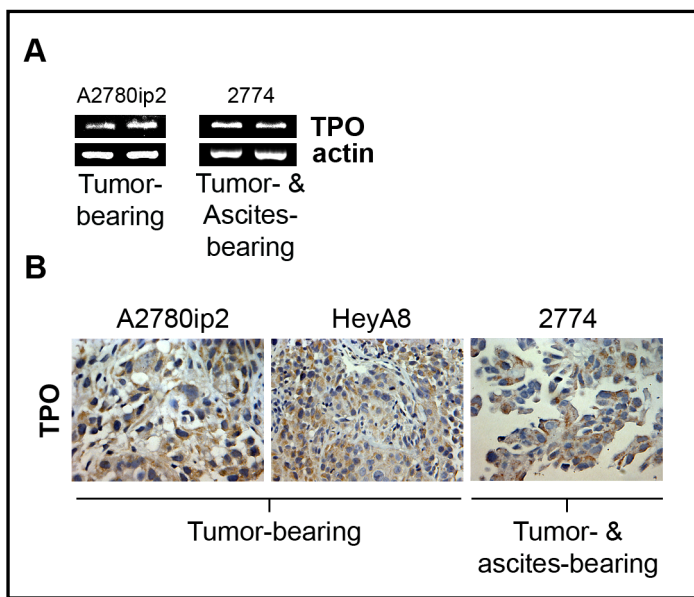 A
A2780ip2
2774
TPO
actin
Tumor-
bearing
Tumor- &
Ascites-
bearing
B
A2780ip2
HeyA8
2774
TPO
Tumor-bearing
Tumor- &
ascites-bearing